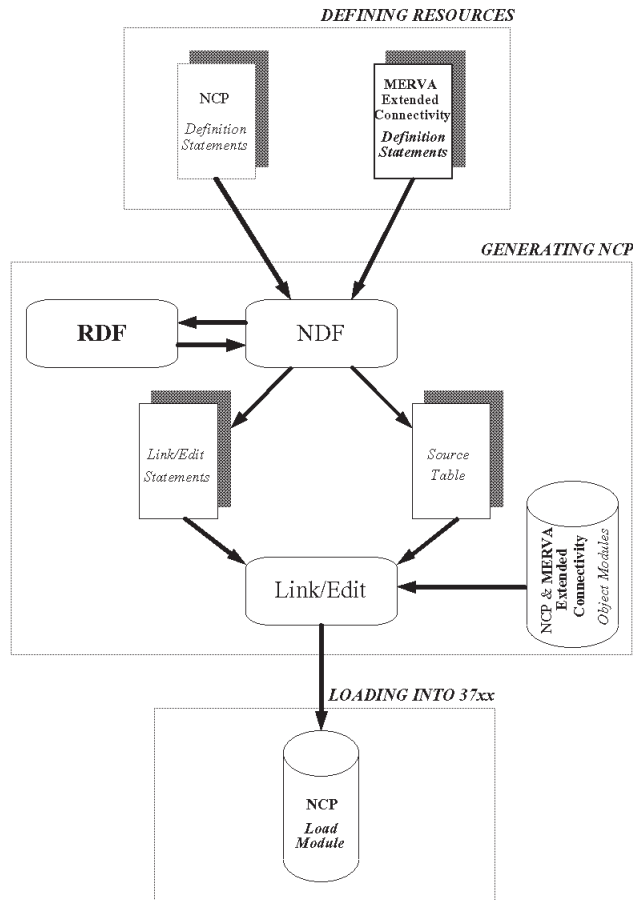 DEFINING RESOURCES
NCP
Definition
Statements
MERVA
Extended
Connectivity
Definition
Statements
GENERATING NCP
RDF
NDF
Link/Edit
Statements
Source
Table
Link/Edit
NCP & MERVA
Extended
Connectivity
Object Modules
LOADING INTO 37xx
NCP
Load
Module